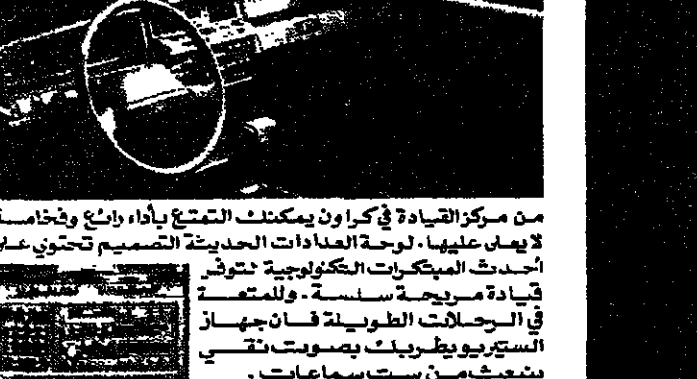 من مركز القيادة في كراون يمكنك التمتع بأداء رائع وفخامة
لا يعلى عليها. لوحة العدادات الحديثة التصميم تحتوي على
أحدث المبتكرات التكنولوجية لتوفر
قيادة مريحة سلسة. وللمتعة
في الرحلات الطويلة فان جهاز
الستيريو يطربك بصوت نقي
ينبعث من ست سماعات.